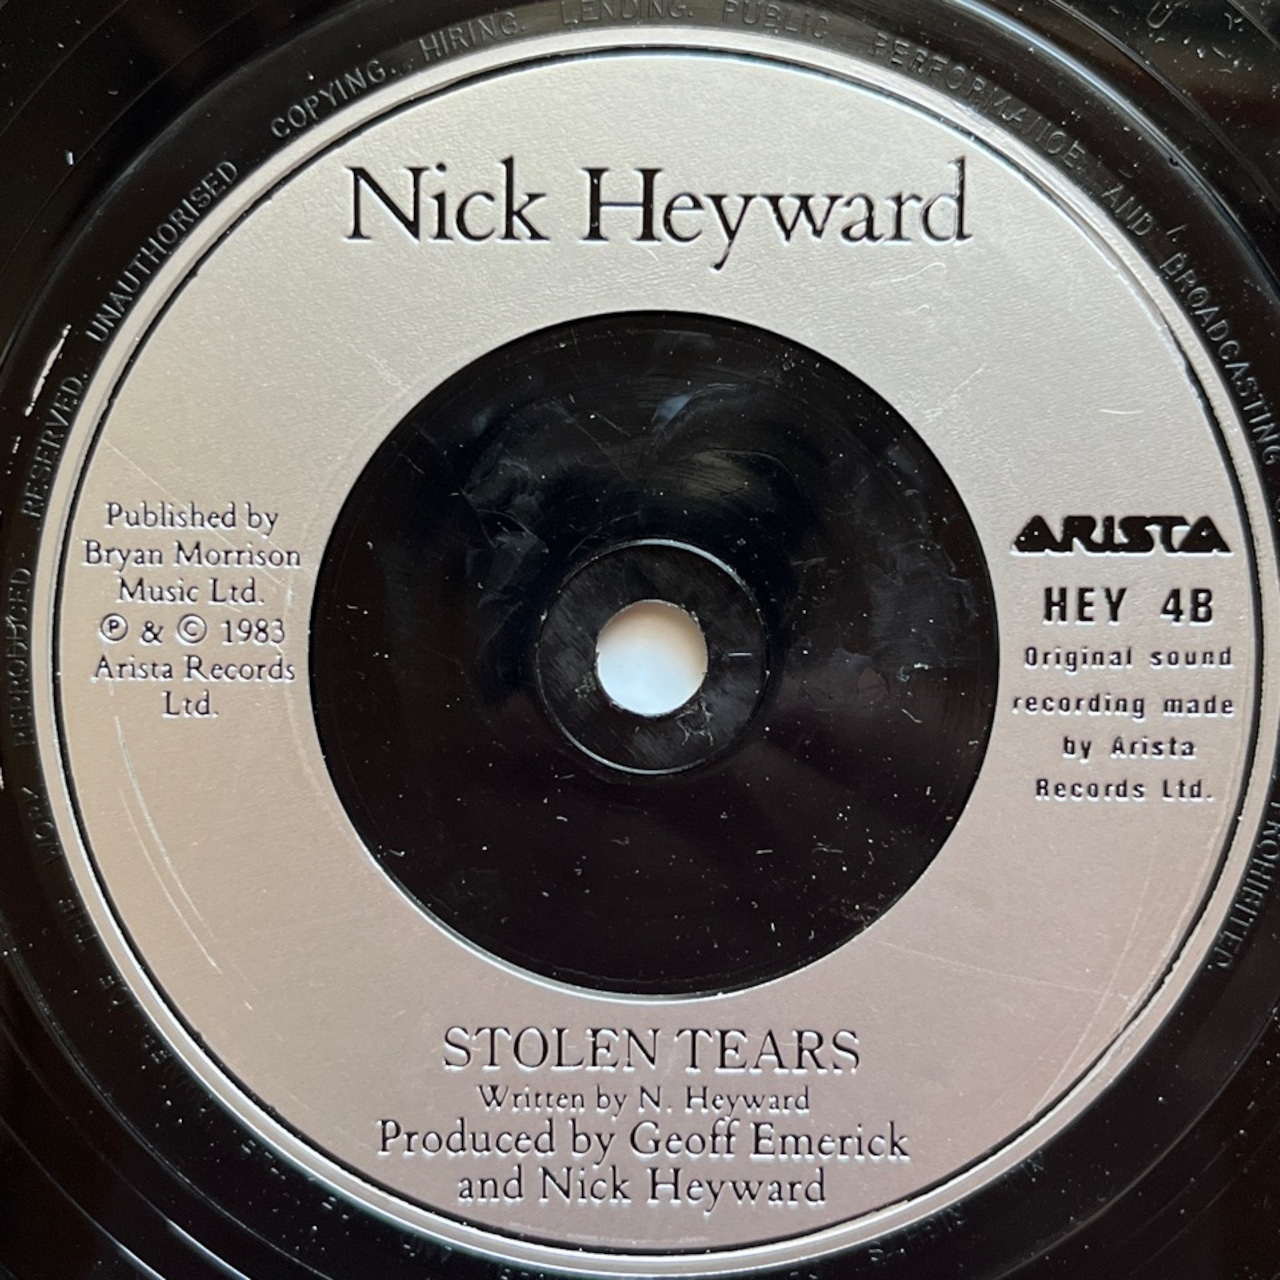 RESERVED. UNAUTHORISED COPYING. HIRING. LENDING. PUBLIC PERFORMANCE AND BROADCASTING PROHIBITED.
Nick Heyward
Published by
Bryan Morrison
Music Ltd.
℗ & © 1983
Arista Records
Ltd.
ARISTA
HEY 4B
Original sound
recording made
by Arista
Records Ltd.
STOLEN TEARS
Written by N. Heyward
Produced by Geoff Emerick
and Nick Heyward